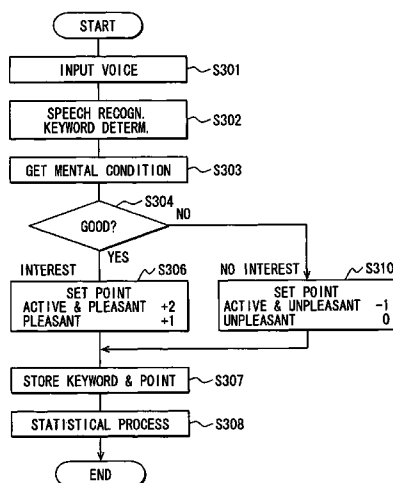 START
INPUT VOICE
S301
SPEECH RECOGN.
KEYWORD DETERM.
S302
GET MENTAL CONDITION
S303
S304
GOOD?
NO
YES
INTEREST
S306
SET POINT
ACTIVE & PLEASANT +2
PLEASANT +1
NO INTEREST
S310
SET POINT
ACTIVE & UNPLEASANT -1
UNPLEASANT 0
STORE KEYWORD & POINT
S307
STATISTICAL PROCESS
S308
END